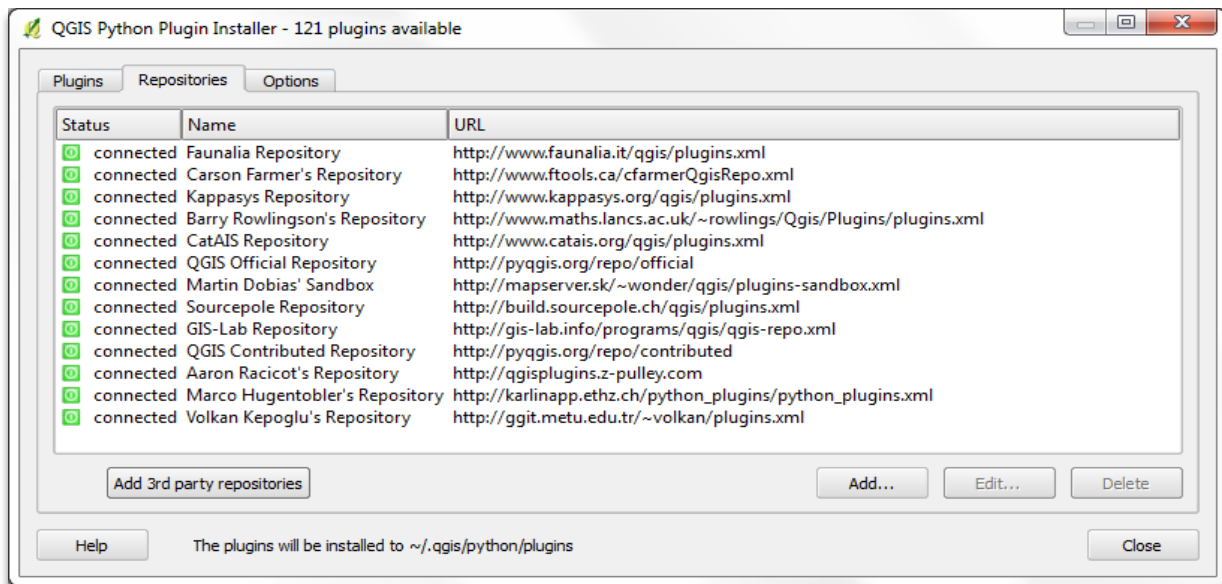 QGIS Python Plugin Installer - 121 plugins available
Plugins Repositories Options
Status Name URL
connected Faunalia Repository http://www.faunalia.it/qgis/plugins.xml
connected Carson Farmer's Repository http://www.ftools.ca/cfarmerQgisRepo.xml
connected Kappasys Repository http://www.kappasys.org/qgis/plugins.xml
connected Barry Rowlingson's Repository http://www.maths.lancs.ac.uk/~rowlings/Qgis/Plugins/plugins.xml
connected CatAIS Repository http://www.catais.org/qgis/plugins.xml
connected QGIS Official Repository http://pyqgis.org/repo/official
connected Martin Dobias' Sandbox http://mapserver.sk/~wonder/qgis/plugins-sandbox.xml
connected Sourcepole Repository http://build.sourcepole.ch/qgis/plugins.xml
connected GIS-Lab Repository http://gis-lab.info/programs/qgis/qgis-repo.xml
connected QGIS Contributed Repository http://pyqgis.org/repo/contributed
connected Aaron Racicot's Repository http://qgisplugins.z-pulley.com
connected Marco Hugentobler's Repository http://karlinapp.ethz.ch/python_plugins/python_plugins.xml
connected Volkan Kepoglu's Repository http://ggit.metu.edu.tr/~volkan/plugins.xml
Add 3rd party repositories Add... Edit... Delete
Help The plugins will be installed to ~/.qgis/python/plugins Close